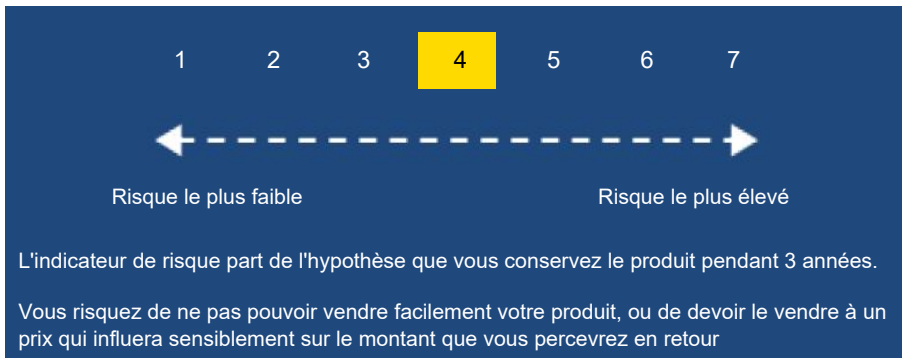 1 2 3 4 5 6 7
Risque le plus faible Risque le plus élevé
L'indicateur de risque part de l'hypothèse que vous conservez le produit pendant 3 années.
Vous risquez de ne pas pouvoir vendre facilement votre produit, ou de devoir le vendre à un
prix qui influera sensiblement sur le montant que vous percevrez en retour